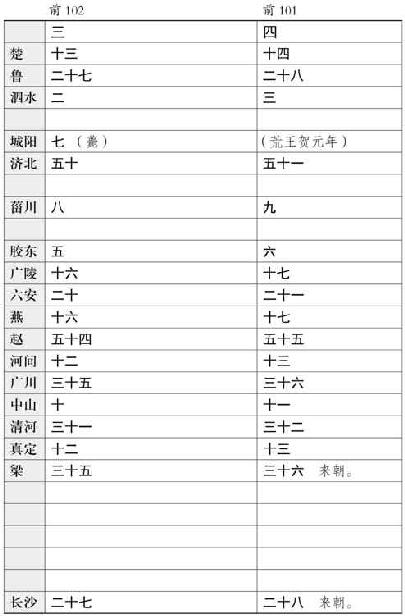 前102 前101
三 四
楚 十三 十四
鲁 二十七 二十八
泗水 二 三
城阳 七 （薨） （荒王贺元年）
济北 五十 五十一
菑川 八 九
胶东 五 六
广陵 十六 十七
六安 二十 二十一
燕 十六 十七
赵 五十四 五十五
河间 十二 十三
广川 三十五 三十六
中山 十 十一
清河 三十一 三十二
真定 十二 十三
梁 三十五 三十六 来朝。
长沙 二十七 二十八 来朝。